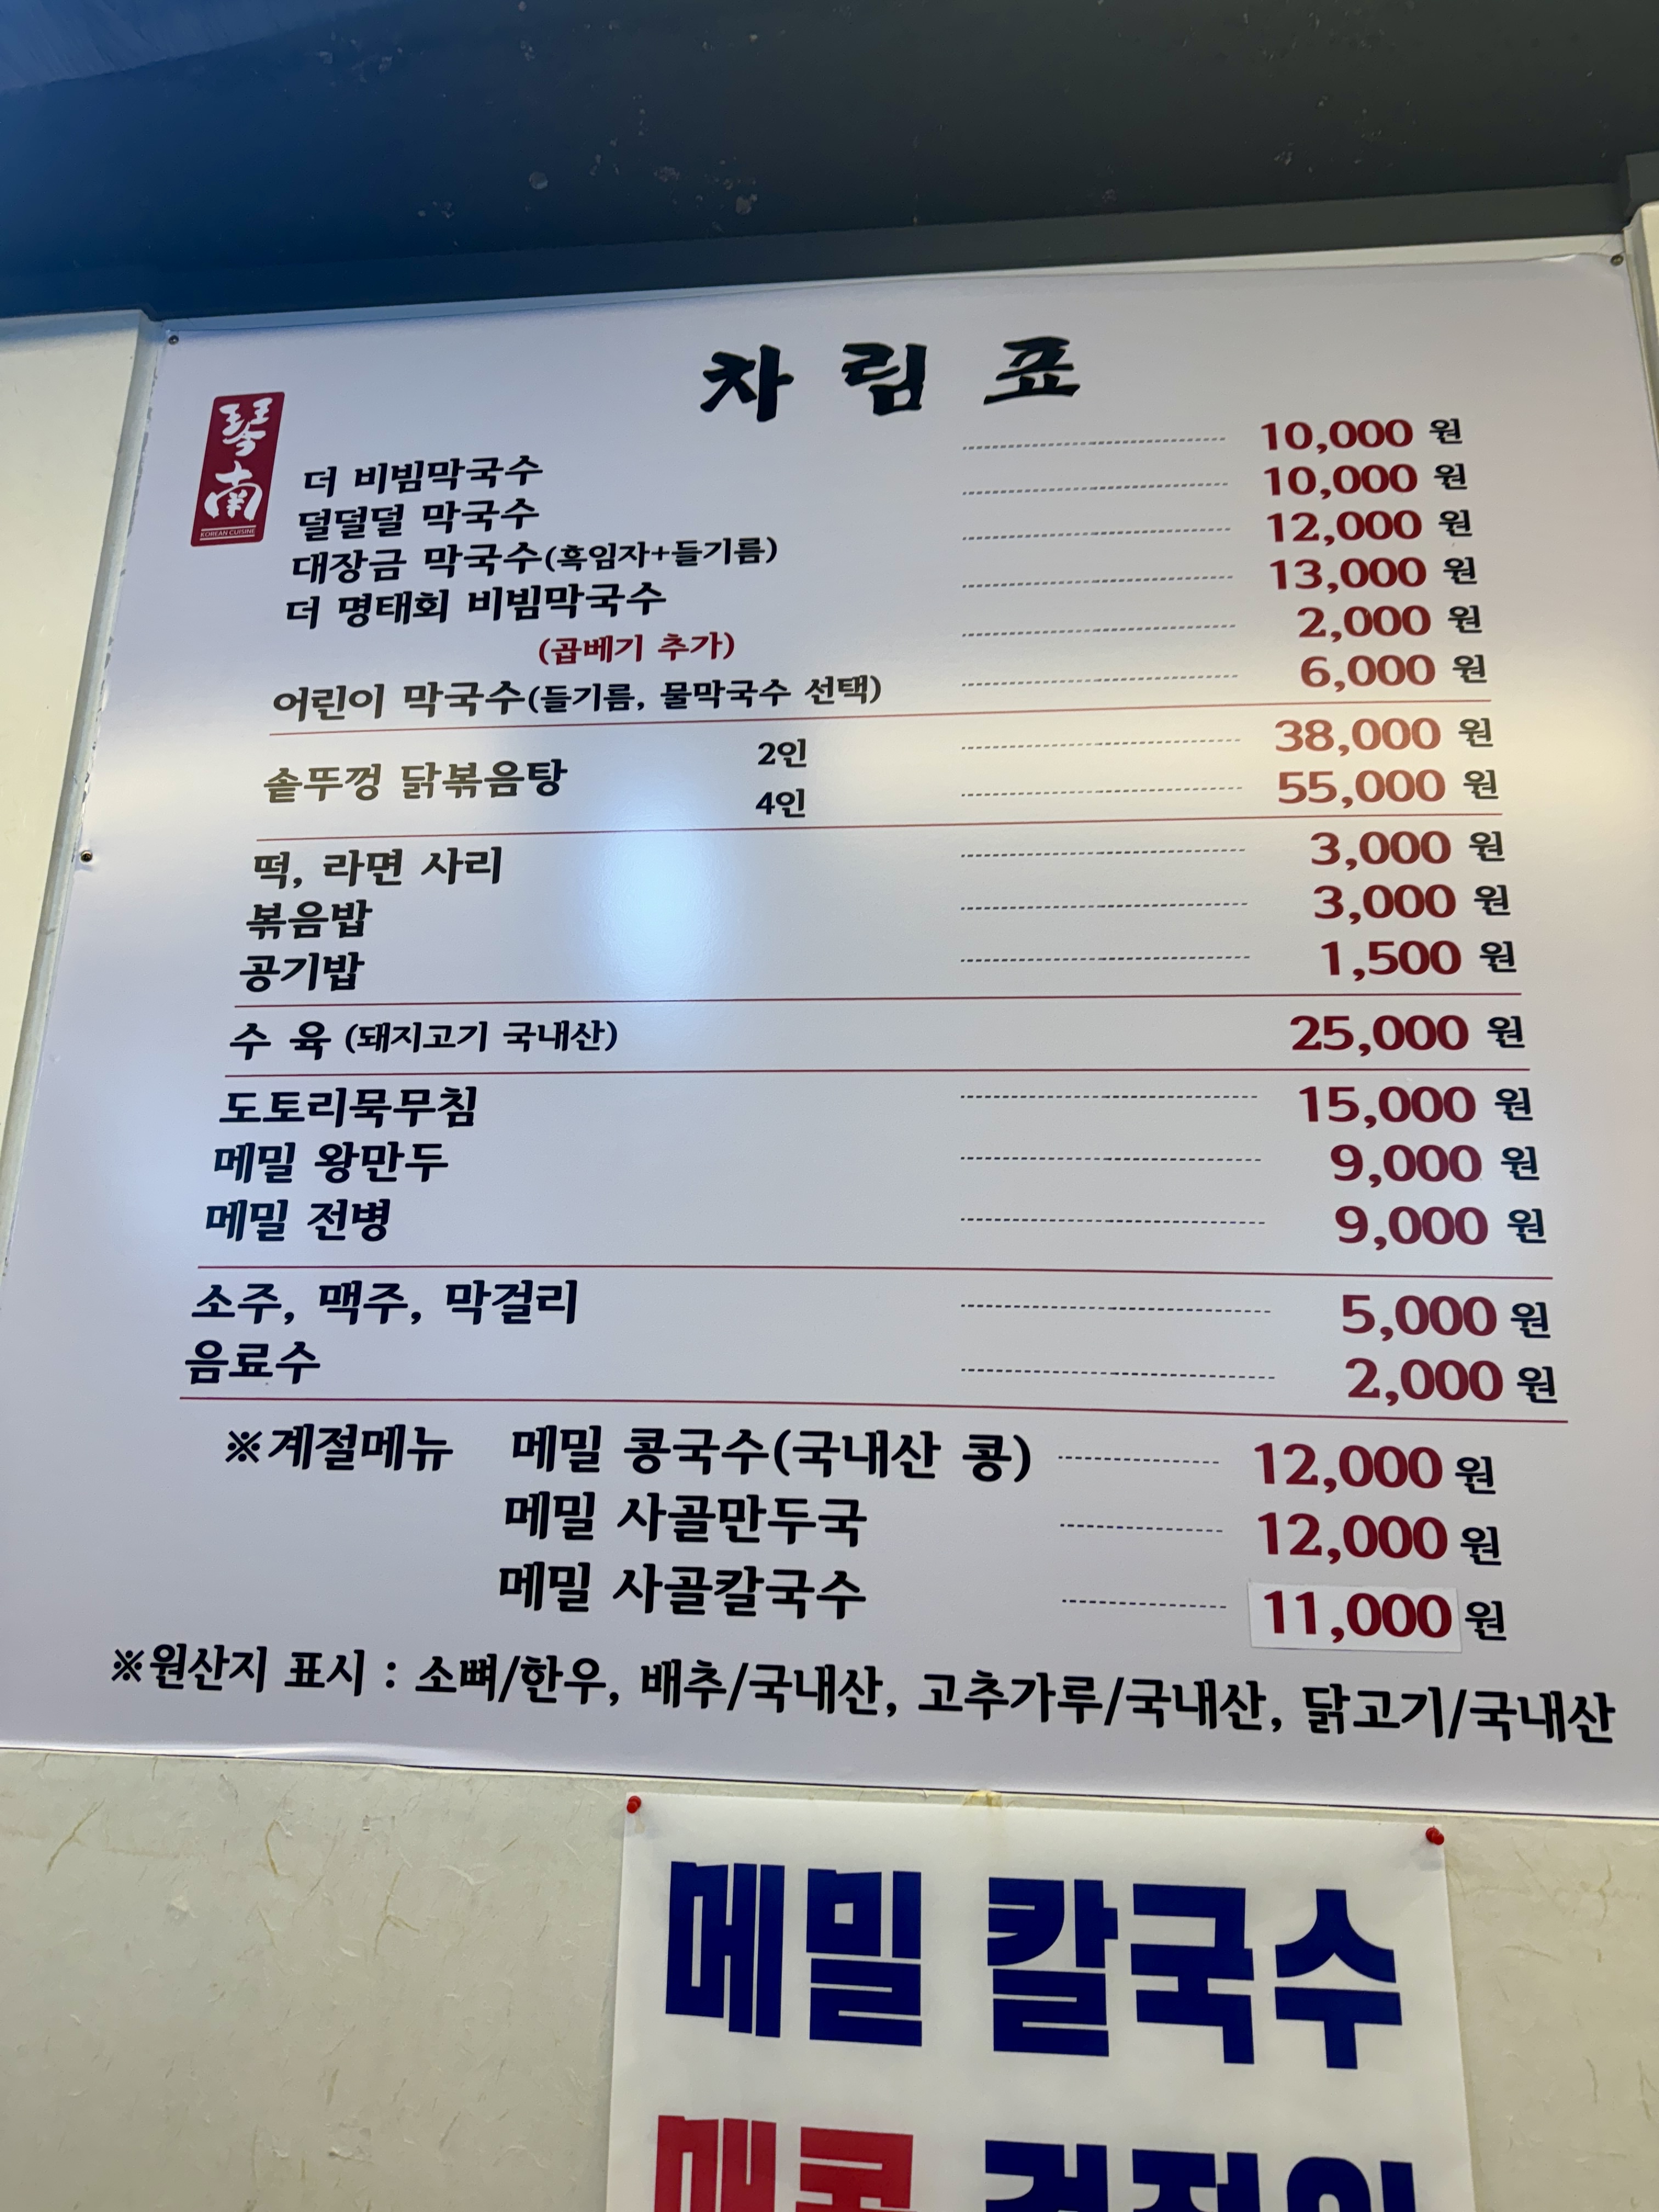 차림표
琴南
KOREAN CUISINE
더 비빔막국수 10,000 원
덜덜덜 막국수 10,000 원
대장금 막국수(흑임자+들기름) 12,000 원
더 명태회 비빔막국수 13,000 원
(곱베기 추가) 2,000 원
어린이 막국수(들기름, 물막국수 선택) 6,000 원
솥뚜껑 닭볶음탕 2인 38,000 원
4인 55,000 원
떡, 라면 사리 3,000 원
볶음밥 3,000 원
공기밥 1,500 원
수 육 (돼지고기 국내산) 25,000 원
도토리묵무침 15,000 원
메밀 왕만두 9,000 원
메밀 전병 9,000 원
소주, 맥주, 막걸리 5,000 원
음료수 2,000 원
※계절메뉴 메밀 콩국수(국내산 콩) 12,000 원
메밀 사골만두국 12,000 원
메밀 사골칼국수 11,000 원
※원산지 표시 : 소뼈/한우, 배추/국내산, 고추가루/국내산, 닭고기/국내산
메밀 칼국수